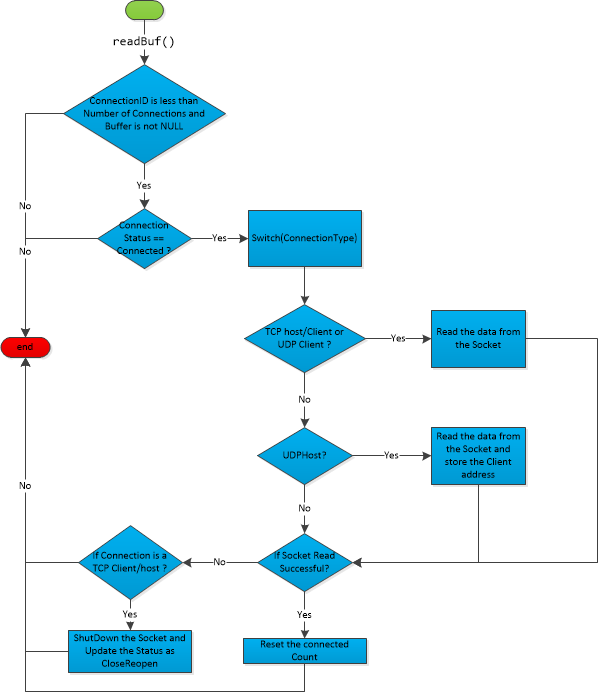 readBuf()
ConnectionID is less than
Number of Connections and
Buffer is not NULL
No
Yes
Connection
Status ==
Connected ?
Yes
Switch(ConnectionType)
No
TCP host/Client or
UDP Client ?
Yes
Read the data from
the Socket
end
No
UDPHost?
Yes
Read the data from
the Socket and
store the Client
address
No
No
If Connection is a
TCP Client/host ?
No
If Socket Read
Successful?
Yes
Yes
ShutDown the Socket and
Update the Status as
CloseReopen
Reset the connected
Count